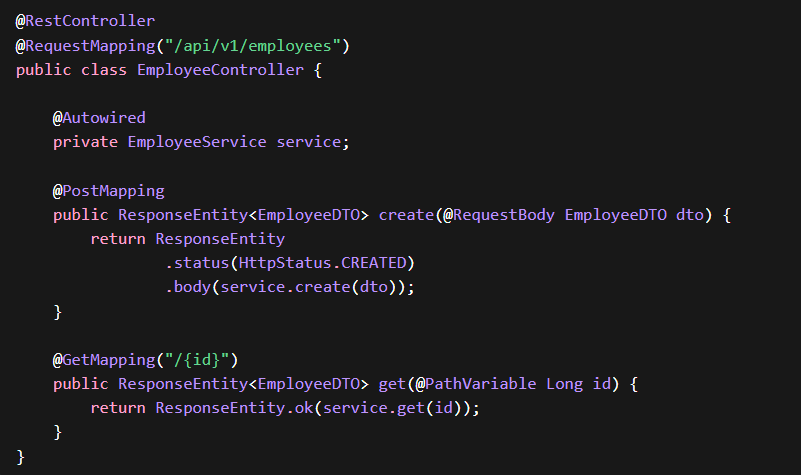 @RestController
@RequestMapping("/api/v1/employees")
public class EmployeeController {
    @Autowired
    private EmployeeService service;
    @PostMapping
    public ResponseEntity<EmployeeDTO> create(@RequestBody EmployeeDTO dto) {
        return ResponseEntity
                .status(HttpStatus.CREATED)
                .body(service.create(dto));
    }
    @GetMapping("/{id}")
    public ResponseEntity<EmployeeDTO> get(@PathVariable Long id) {
        return ResponseEntity.ok(service.get(id));
    }
}